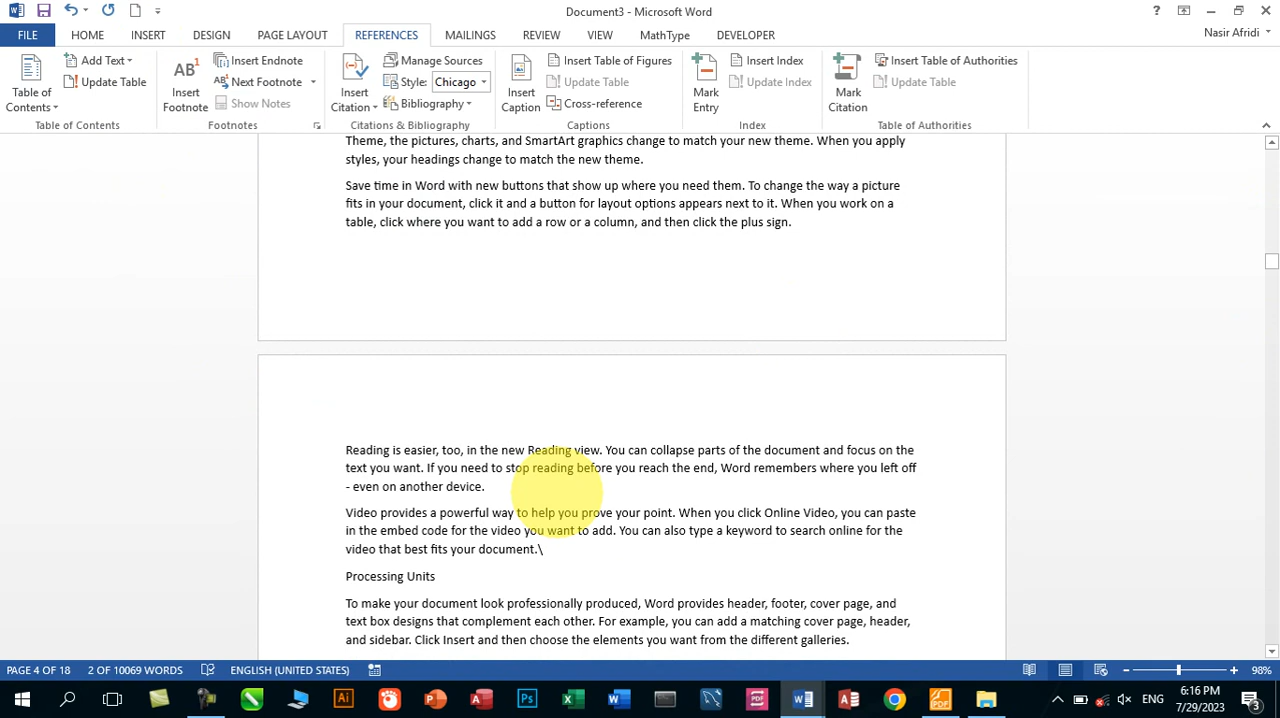 Document3 - Microsoft Word
?
FILE HOME INSERT DESIGN PAGE LAYOUT REFERENCES MAILINGS REVIEW VIEW MathType DEVELOPER Nasir Afridi
Table of Contents
Add Text
Update Table
Table of Contents
AB1
Insert Footnote
Insert Endnote
Next Footnote
Show Notes
Footnotes
Insert Citation
Manage Sources
Style: Chicago
Bibliography
Citations & Bibliography
Insert Caption
Insert Table of Figures
Update Table
Cross-reference
Captions
Mark Entry
Insert Index
Update Index
Index
Mark Citation
Insert Table of Authorities
Update Table
Table of Authorities
Theme, the pictures, charts, and SmartArt graphics change to match your new theme. When you apply
styles, your headings change to match the new theme.
Save time in Word with new buttons that show up where you need them. To change the way a picture
fits in your document, click it and a button for layout options appears next to it. When you work on a
table, click where you want to add a row or a column, and then click the plus sign.
Reading is easier, too, in the new Reading view. You can collapse parts of the document and focus on the
text you want. If you need to stop reading before you reach the end, Word remembers where you left off
- even on another device.
Video provides a powerful way to help you prove your point. When you click Online Video, you can paste
in the embed code for the video you want to add. You can also type a keyword to search online for the
video that best fits your document.\
Processing Units
To make your document look professionally produced, Word provides header, footer, cover page, and
text box designs that complement each other. For example, you can add a matching cover page, header,
and sidebar. Click Insert and then choose the elements you want from the different galleries.
PAGE 4 OF 18 2 OF 10069 WORDS ENGLISH (UNITED STATES) 98%
ENG 6:16 PM
7/29/2023
3